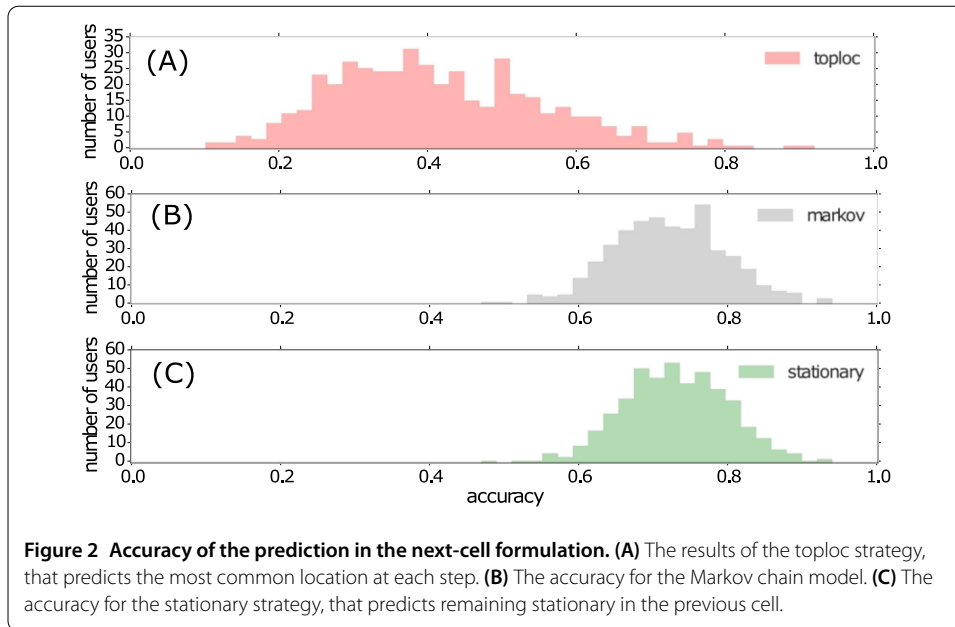 (A)
toploc
number of users
35
30
25
20
15
10
5
0
0.0 0.2 0.4 0.6 0.8 1.0
(B)
markov
number of users
60
50
40
30
20
10
0
0.0 0.2 0.4 0.6 0.8 1.0
(C)
stationary
number of users
60
50
40
30
20
10
0
0.0 0.2 0.4 0.6 0.8 1.0
accuracy
Figure 2 Accuracy of the prediction in the next-cell formulation. (A) The results of the toploc strategy,
that predicts the most common location at each step. (B) The accuracy for the Markov chain model. (C) The
accuracy for the stationary strategy, that predicts remaining stationary in the previous cell.